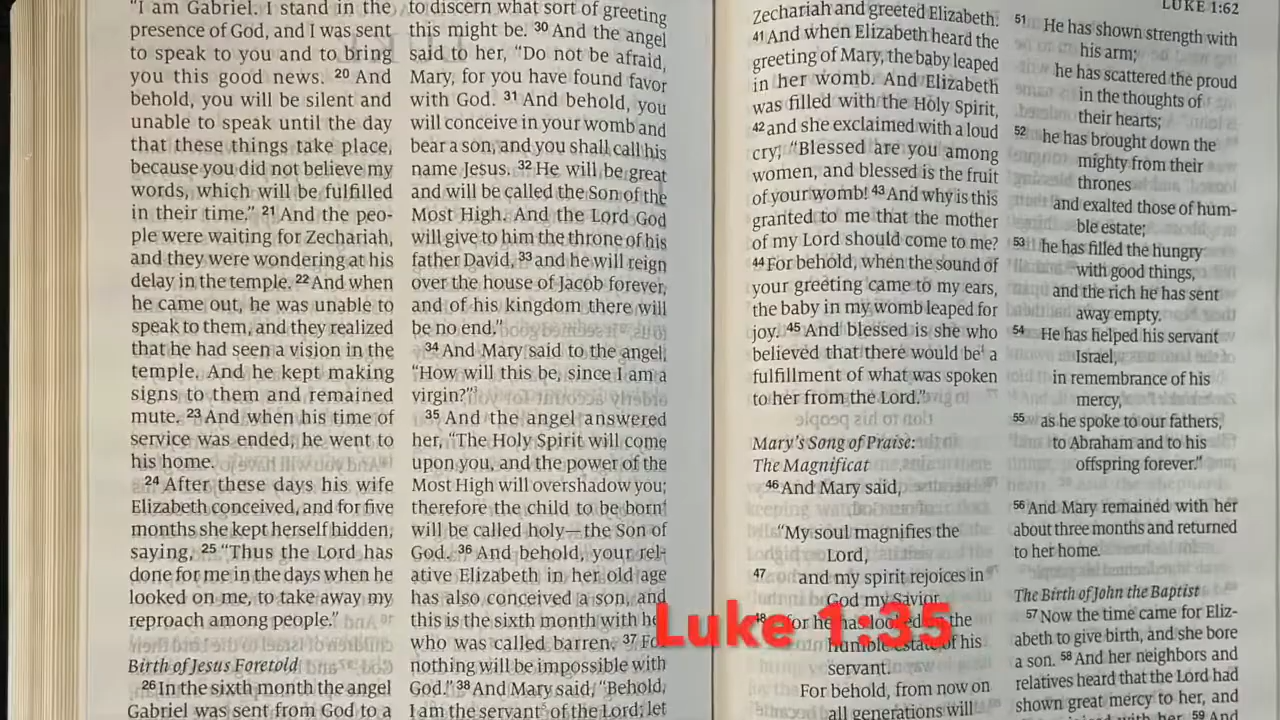 "I am Gabriel. I stand in the
presence of God, and I was sent
to speak to you and to bring
you this good news. 20 And
behold, you will be silent and
unable to speak until the day
that these things take place,
because you did not believe my
words, which will be fulfilled
in their time." 21 And the peo-
ple were waiting for Zechariah,
and they were wondering at his
delay in the temple. 22 And when
he came out, he was unable to
speak to them, and they realized
that he had seen a vision in the
temple. And he kept making
signs to them and remained
mute. 23 And when his time of
service was ended, he went to
his home.
24 After these days his wife
Elizabeth conceived, and for five
months she kept herself hidden,
saying, 25 "Thus the Lord has
done for me in the days when he
looked on me, to take away my
reproach among people."
Birth of Jesus Foretold
26 In the sixth month the angel
Gabriel was sent from God to a
to discern what sort of greeting
this might be. 30 And the angel
said to her, "Do not be afraid,
Mary, for you have found favor
with God. 31 And behold, you
will conceive in your womb and
bear a son, and you shall call his
name Jesus. 32 He will be great
and will be called the Son of the
Most High. And the Lord God
will give to him the throne of his
father David, 33 and he will reign
over the house of Jacob forever,
and of his kingdom there will
be no end."
34 And Mary said to the angel,
"How will this be, since I am a
virgin?"
35 And the angel answered
her, "The Holy Spirit will come
upon you, and the power of the
Most High will overshadow you;
therefore the child to be born
will be called holy—the Son of
God. 36 And behold, your rel-
ative Elizabeth in her old age
has also conceived a son, and
this is the sixth month with
who was called barren. 37
nothing will be impossible with
God." 38 And Mary said, "Behold,
I am the servant of the Lord; let
Zechariah and greeted Elizabeth.
41 And when Elizabeth heard the
greeting of Mary, the baby leaped
in her womb. And Elizabeth
was filled with the Holy Spirit,
42 and she exclaimed with a loud
cry, "Blessed are you among
women, and blessed is the fruit
of your womb! 43 And why is this
granted to me that the mother
of my Lord should come to me?
44 For behold, when the sound of
your greeting came to my ears,
the baby in my womb leaped for
joy. 45 And blessed is she who
believed that there would be a
fulfillment of what was spoken
to her from the Lord."
Mary's Song of Praise:
The Magnificat
46 And Mary said,
"My soul magnifies the
Lord,
47 and my spirit rejoices in
God my Savior,
48 for he has looked on the
humble estate of his
servant.
For behold, from now on
all generations will
LUKE 1:62
51 He has shown strength with
his arm;
he has scattered the proud
in the thoughts of
their hearts;
52 he has brought down the
mighty from their
thrones
and exalted those of hum-
ble estate;
53 he has filled the hungry
with good things,
and the rich he has sent
away empty.
54 He has helped his servant
Israel,
in remembrance of his
mercy,
55 as he spoke to our fathers,
to Abraham and to his
offspring forever."
56 And Mary remained with her
about three months and returned
to her home.
The Birth of John the Baptist
57 Now the time came for Eliz-
abeth to give birth, and she bore
a son. 58 And her neighbors and
relatives heard that the Lord had
shown great mercy to her, and
59 And
Luke 1:35